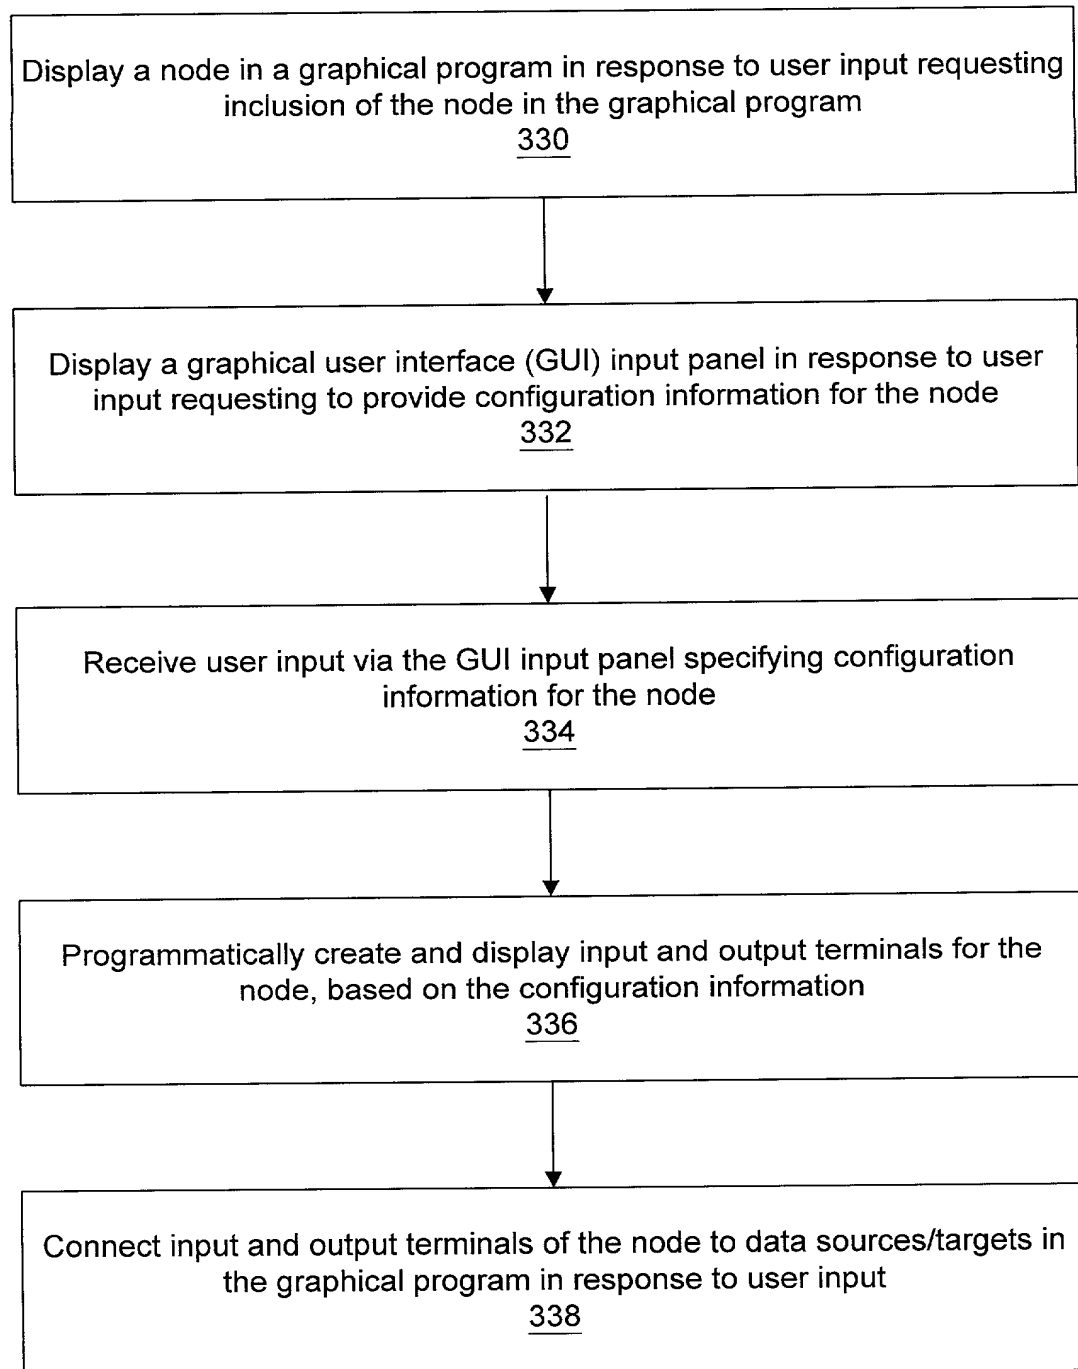 Display a node in a graphical program in response to user input requesting
inclusion of the node in the graphical program
330
Display a graphical user interface (GUI) input panel in response to user
input requesting to provide configuration information for the node
332
Receive user input via the GUI input panel specifying configuration
information for the node
334
Programmatically create and display input and output terminals for the
node, based on the configuration information
336
Connect input and output terminals of the node to data sources/targets in
the graphical program in response to user input
338